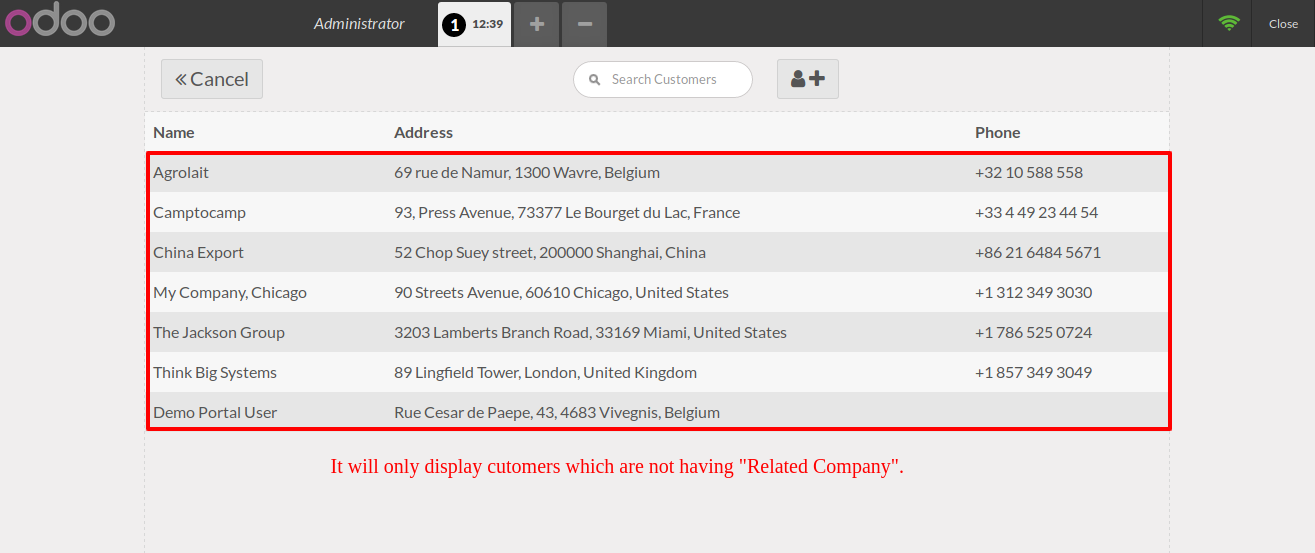 odoo Administrator 1 12:39 + − Close
« Cancel Search Customers +
Name Address Phone
Agrolait 69 rue de Namur, 1300 Wavre, Belgium +32 10 588 558
Camptocamp 93, Press Avenue, 73377 Le Bourget du Lac, France +33 4 49 23 44 54
China Export 52 Chop Suey street, 200000 Shanghai, China +86 21 6484 5671
My Company, Chicago 90 Streets Avenue, 60610 Chicago, United States +1 312 349 3030
The Jackson Group 3203 Lamberts Branch Road, 33169 Miami, United States +1 786 525 0724
Think Big Systems 89 Lingfield Tower, London, United Kingdom +1 857 349 3049
Demo Portal User Rue Cesar de Paepe, 43, 4683 Vivegnis, Belgium
It will only display cutomers which are not having "Related Company".